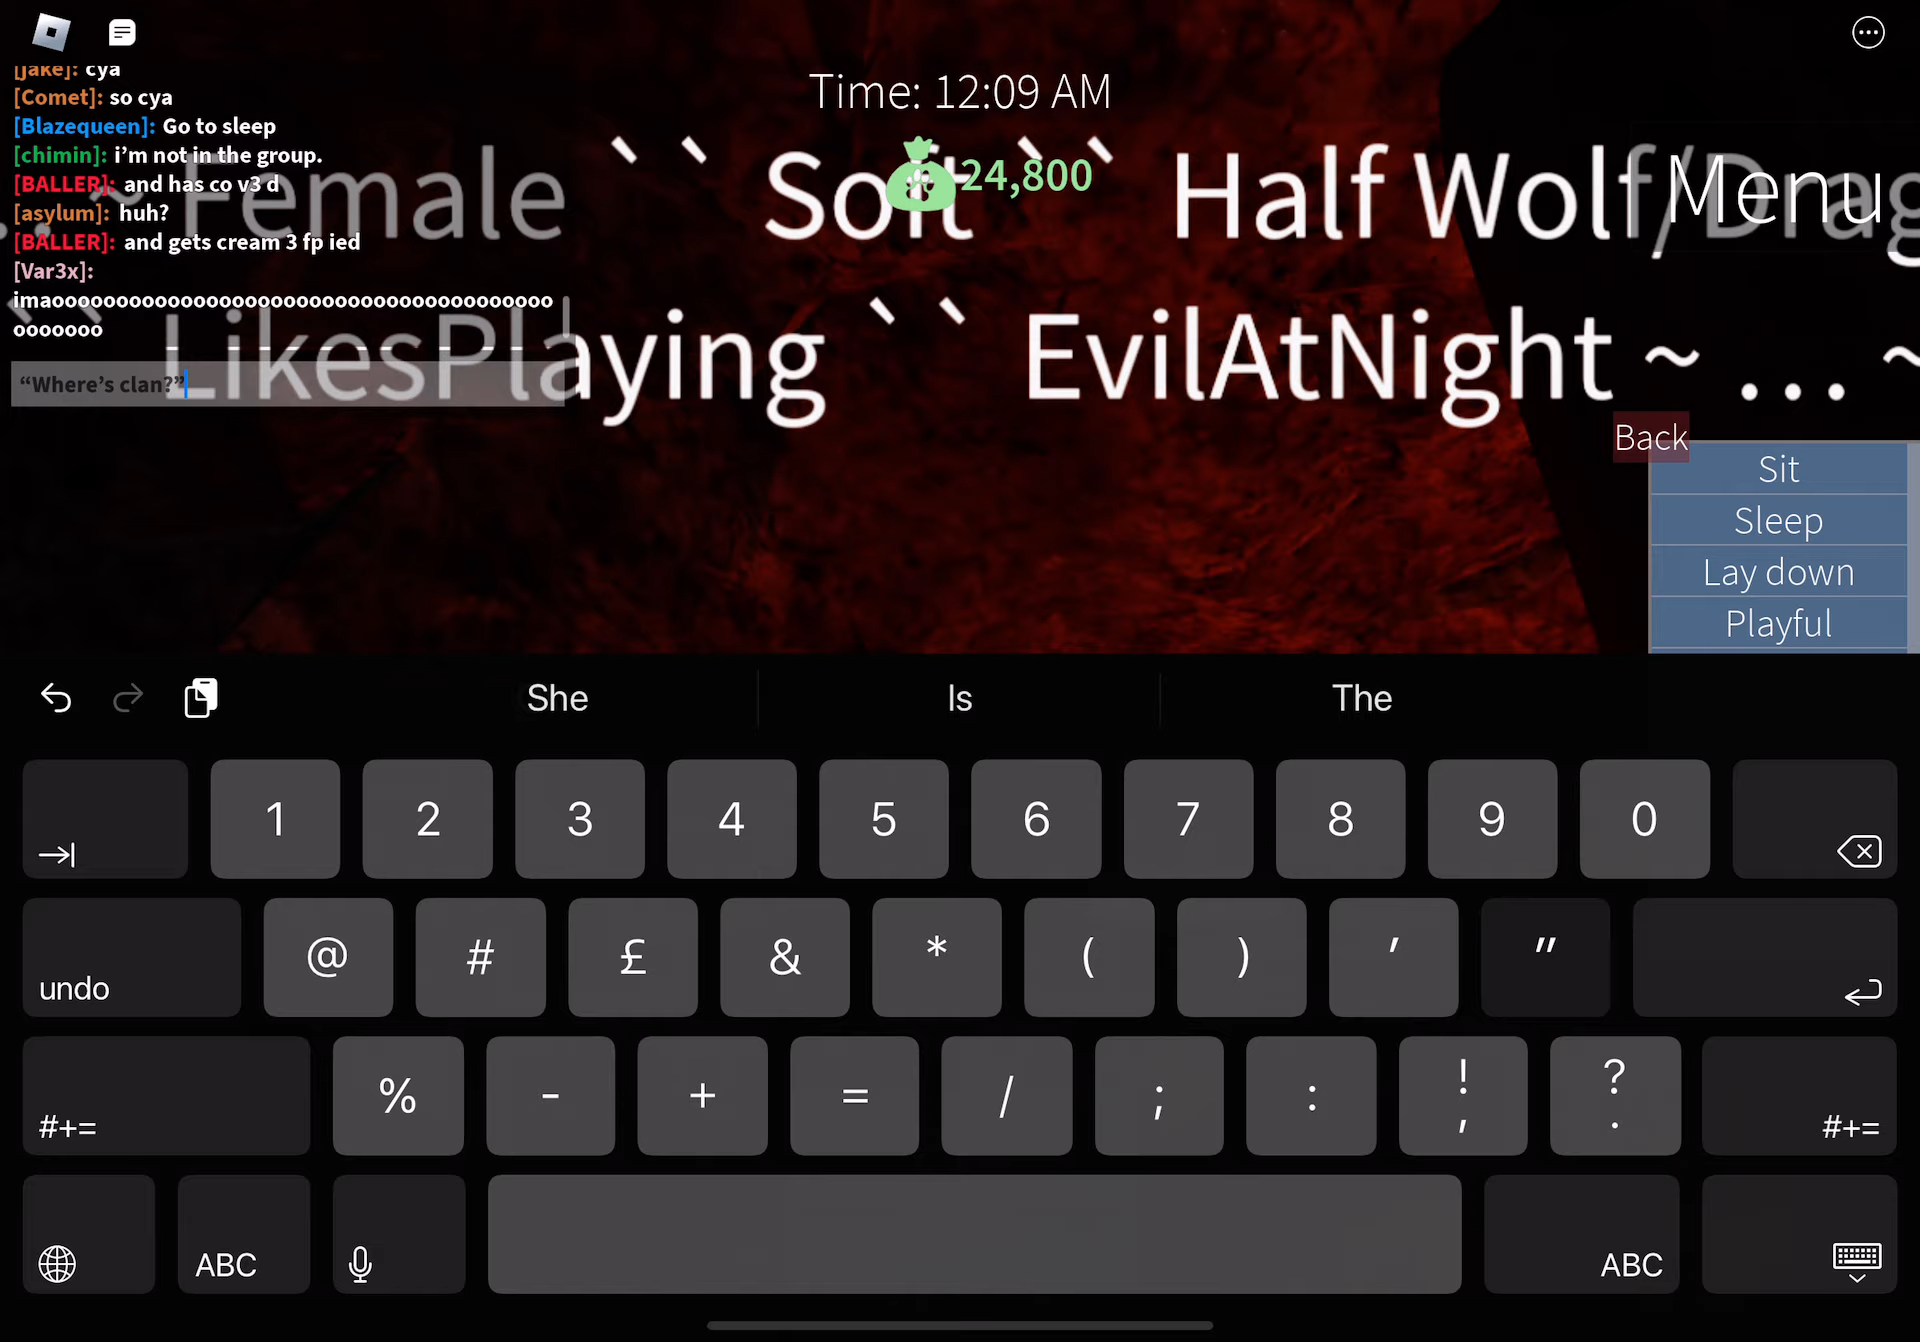 [Jake]: cya
[Comet]: so cya
[Blazequeen]: Go to sleep
[chimin]: i’m not in the group.
[BALLER]: and has co v3 d
[asylum]: huh?
[BALLER]: and gets cream 3 fp ied
[Var3x]:
imaooooooooooooooooooooooooooooooooooooooo
ooooooo
“Where’s clan?”
Time: 12:09 AM
24,800
Menu
.. ~ Female ` ` Soft ` ` Half Wolf/Drag
` ` LikesPlaying ` ` EvilAtNight ~ ... ~
Back
Sit
Sleep
Lay down
Playful
She Is The
1 2 3 4 5 6 7 8 9 0
undo @ # £ & * ( ) ' "
#+= % - + = / ; : ! , ? . #+=
ABC ABC